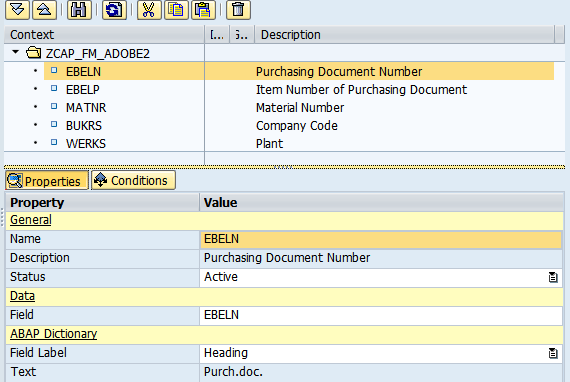 Context I... S.. Description
ZCAP_FM_ADOBE2
EBELN Purchasing Document Number
EBELP Item Number of Purchasing Document
MATNR Material Number
BUKRS Company Code
WERKS Plant
Properties Conditions
Property Value
General
Name EBELN
Description Purchasing Document Number
Status Active
Data
Field EBELN
ABAP Dictionary
Field Label Heading
Text Purch.doc.